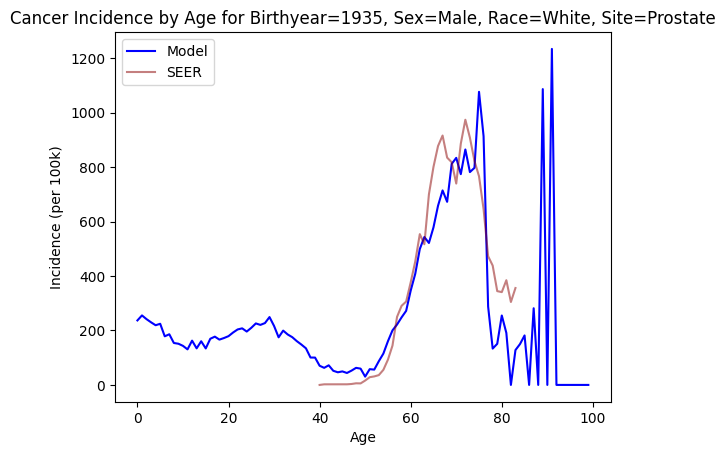 Cancer Incidence by Age for Birthyear=1935, Sex=Male, Race=White, Site=Prostate
Model
SEER
Incidence (per 100k)
1200
1000
800
600
400
200
0
0 20 40 60 80 100
Age